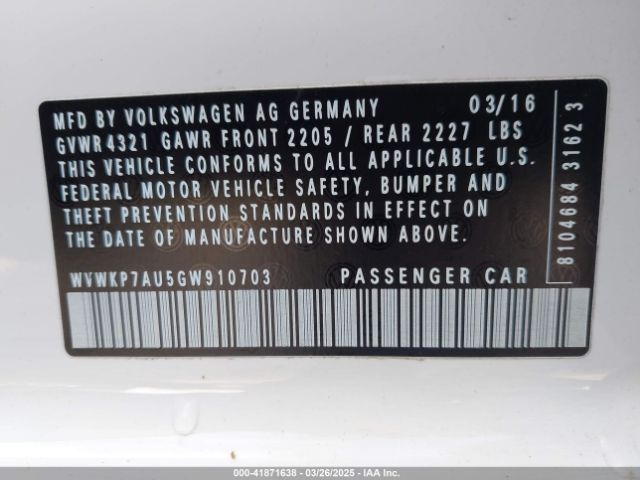 MFD BY VOLKSWAGEN AG GERMANY 03/16
GVWR 4321 GAWR FRONT 2205 / REAR 2227 LBS
THIS VEHICLE CONFORMS TO ALL APPLICABLE U.S.
FEDERAL MOTOR VEHICLE SAFETY, BUMPER AND
THEFT PREVENTION STANDARDS IN EFFECT ON
THE DATE OF MANUFACTURE SHOWN ABOVE.
WVWKP7AU5GW910703 PASSENGER CAR
8104684 3162 3
000-41871638 - 03/26/2025 - IAA Inc.